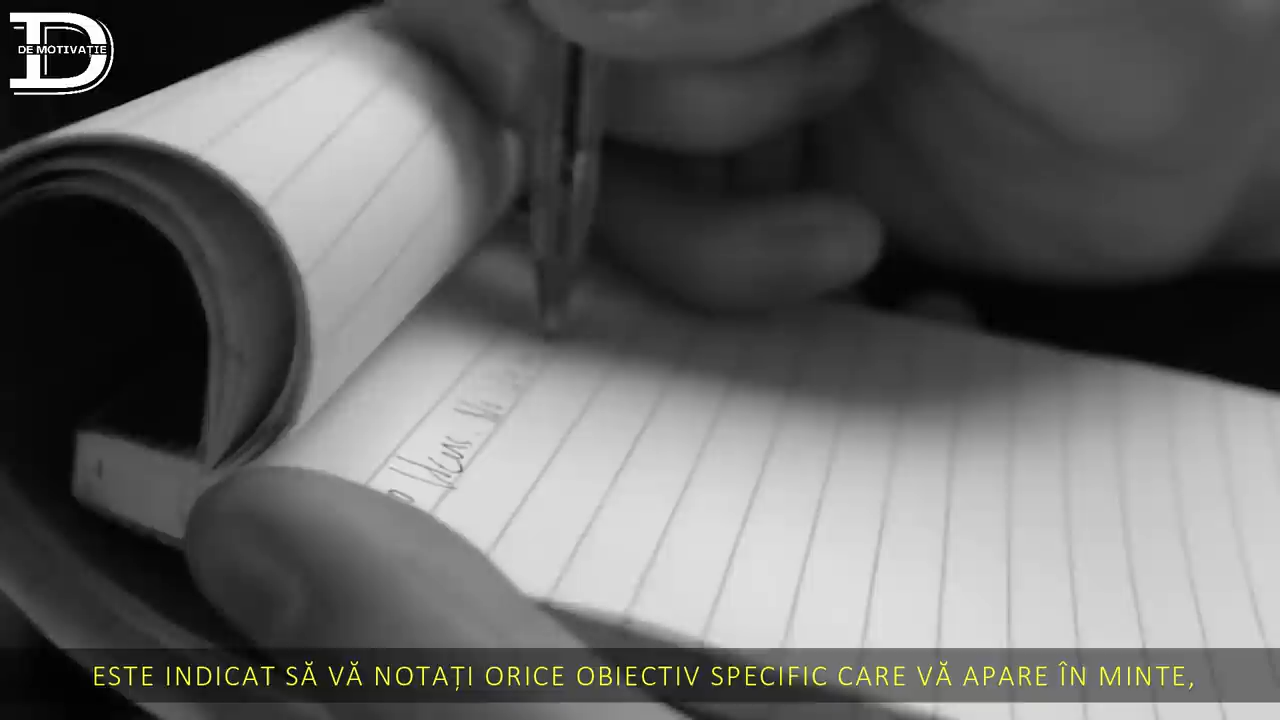 DE MOTIVAȚIE
ESTE INDICAT SĂ VĂ NOTAȚI ORICE OBIECTIV SPECIFIC CARE VĂ APARE ÎN MINTE,